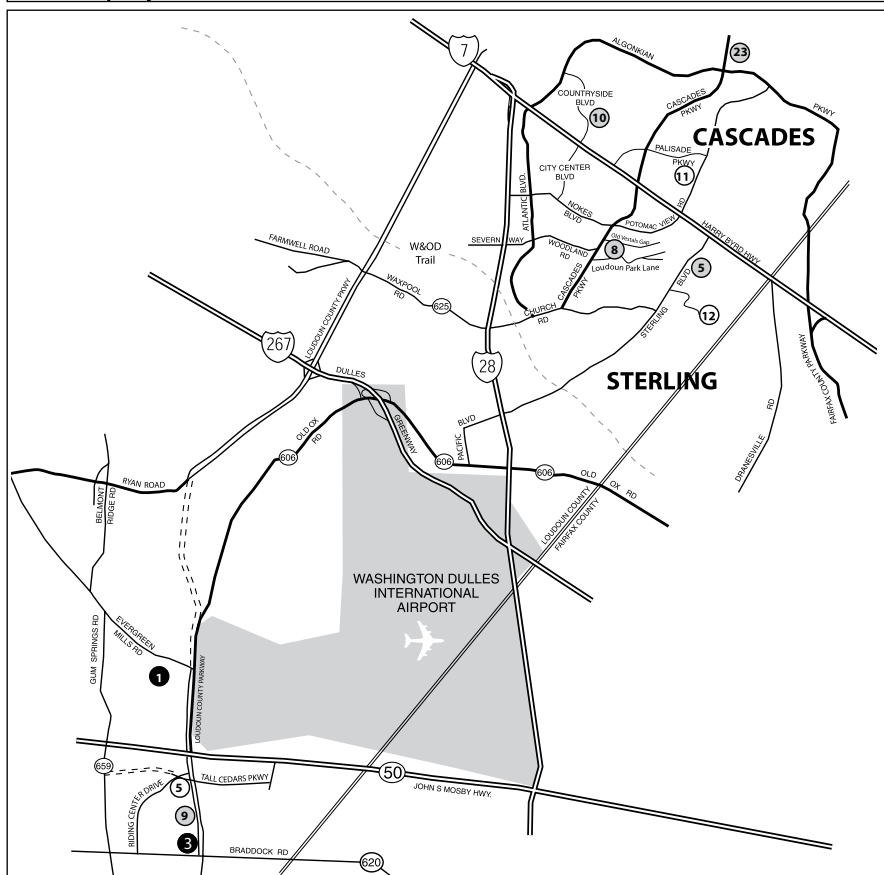 7
ALGONKIAN
23
PKWY
COUNTRYSIDE
BLVD
10
CASCADES
PKWY
CASCADES
PALISADE
PKWY
11
CITY CENTER
BLVD
ATLANTIC BLVD.
NOKES
BLVD
POTOMAC VIEW RD
HARRY BYRD HWY
SEVERN WAY
WOODLAND
RD
Old Vestals Gap
8
Loudoun Park Lane
5
CASCADES
PKWY
STERLING BLVD
12
CHURCH
RD
FARMWELL ROAD
W&OD
Trail
WAXPOOL
RD
625
LOUDOUN COUNTY PKWY
267
DULLES
GREENWAY
28
STERLING
FAIRFAX COUNTY PARKWAY
DRANESVILLE RD
PACIFIC BLVD
OLD OX
RD
606
606
606
OLD OX RD
LOUDOUN COUNTY
FAIRFAX COUNTY
RYAN ROAD
BELMONT
RIDGE RD
WASHINGTON DULLES
INTERNATIONAL
AIRPORT
EVERGREEN
MILLS RD
GUM SPRINGS RD
1
LOUDOUN COUNTY PARKWAY
659
50
JOHN S MOSBY HWY.
TALL CEDARS PKWY
5
RIDING CENTER DRIVE
9
3
BRADDOCK RD
620